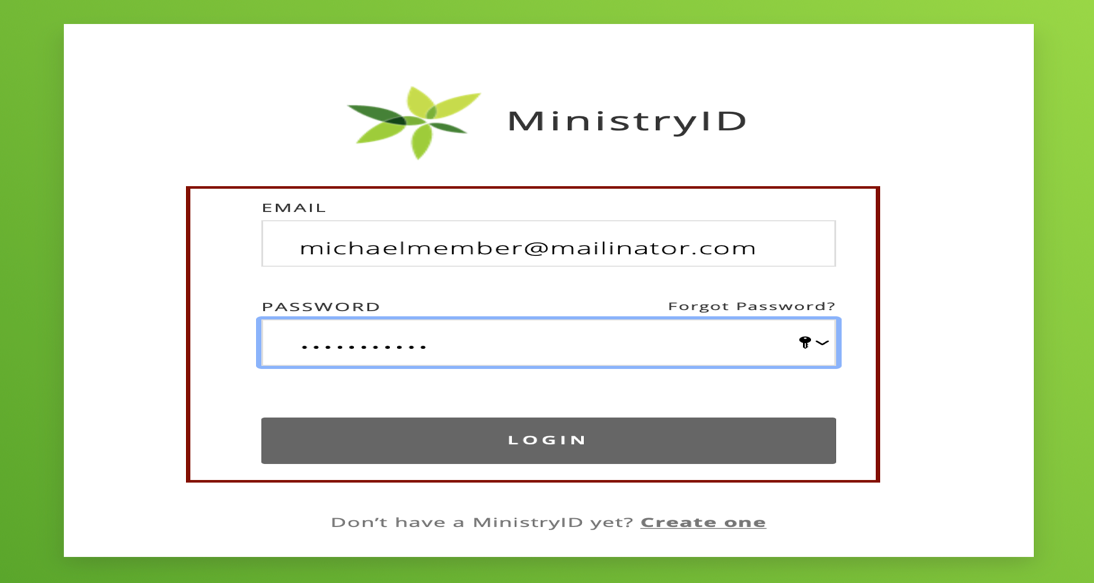 MinistryID
EMAIL
michaelmember@mailinator.com
PASSWORD Forgot Password?
•••••••••••
LOGIN
Don't have a MinistryID yet? Create one